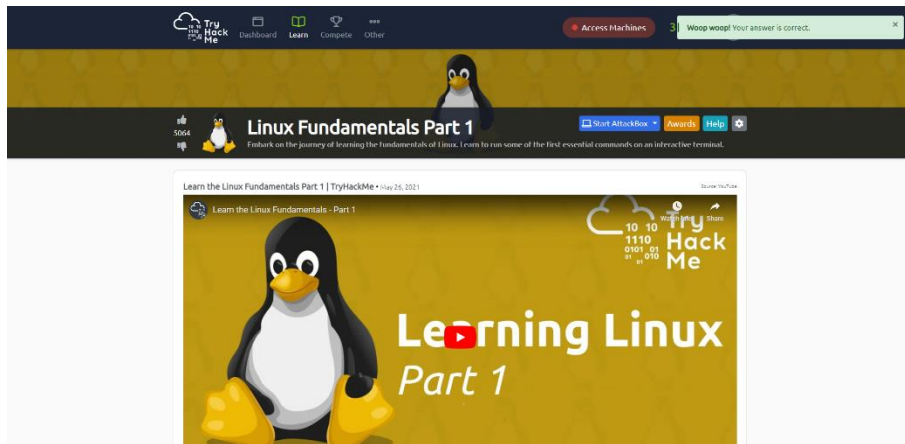 Try
Hack
Me
Dashboard
Learn
Compete
Other
Access Machines
3
Woop woop! Your answer is correct.
×
5064
Linux Fundamentals Part 1
Start AttackBox
Awards
Help
Embark on the journey of learning the fundamentals of Linux. Learn to run some of the first essential commands on an interactive terminal.
Learn the Linux Fundamentals Part 1 | TryHackMe • May 26, 2021
Source: YouTube
Learn the Linux Fundamentals - Part 1
Share
10 10
1110
0101 01
01 010
01
Try
Hack
Me
Learning Linux
Part 1